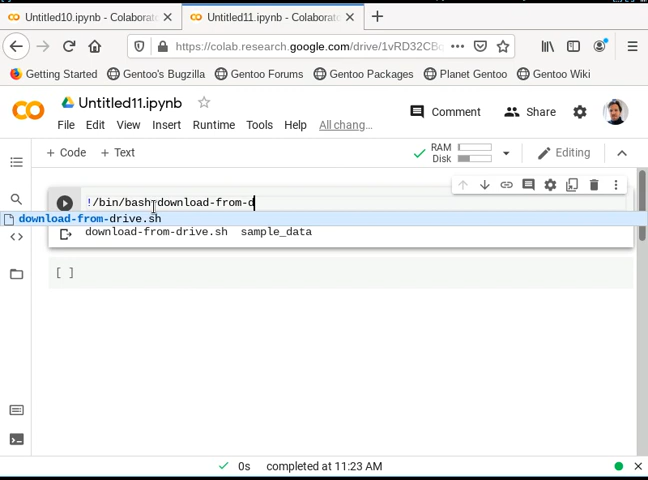 Untitled10.ipynb - Colaborato
Untitled11.ipynb - Colaborato
https://colab.research.google.com/drive/1vRD32CBc
Getting Started
Gentoo's Bugzilla
Gentoo Forums
Gentoo Packages
Planet Gentoo
Gentoo Wiki
Untitled11.ipynb
Comment
Share
File Edit View Insert Runtime Tools Help All chang…
+ Code + Text
RAM
Disk
Editing
!/bin/bash download-from-d
download-from-drive.sh
download-from-drive.sh sample_data
[ ]
0s completed at 11:23 AM